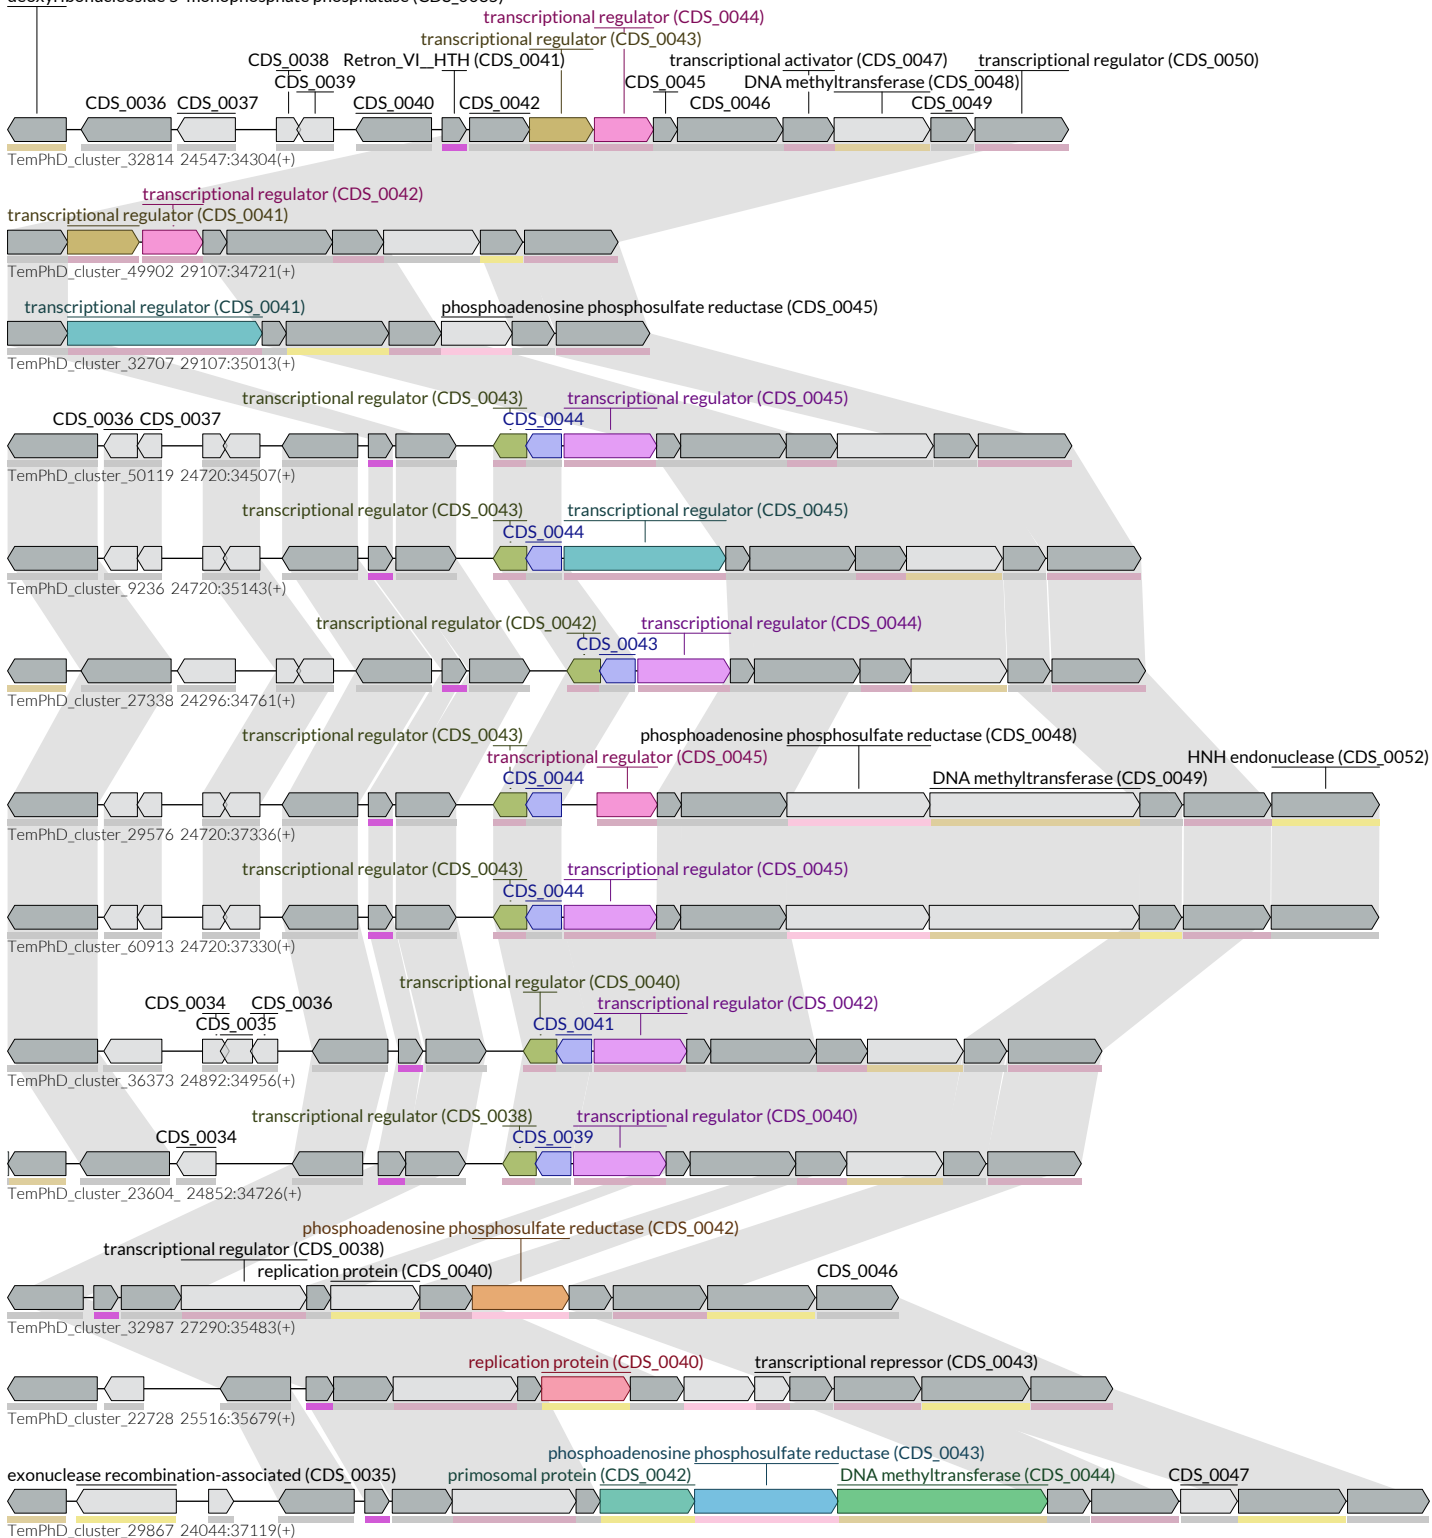 transcriptional regulator (CDS_0044)
transcriptional regulator (CDS_0043)
CDS_0038 Retron_VI__HTH (CDS_0041) transcriptional activator (CDS_0047) transcriptional regulator (CDS_0050)
CDS_0039 CDS_0045 DNA methyltransferase (CDS_0048)
CDS_0036 CDS_0037 CDS_0040 CDS_0042 CDS_0046 CDS_0049
TemPhD_cluster_32814 24547:34304(+)
transcriptional regulator (CDS_0042)
transcriptional regulator (CDS_0041)
TemPhD_cluster_49902 29107:34721(+)
transcriptional regulator (CDS_0041) phosphoadenosine phosphosulfate reductase (CDS_0045)
TemPhD_cluster_32707 29107:35013(+)
transcriptional regulator (CDS_0043) transcriptional regulator (CDS_0045)
CDS_0036 CDS_0037 CDS_0044
TemPhD_cluster_50119 24720:34507(+)
transcriptional regulator (CDS_0043) transcriptional regulator (CDS_0045)
CDS_0044
TemPhD_cluster_9236 24720:35143(+)
transcriptional regulator (CDS_0042) transcriptional regulator (CDS_0044)
CDS_0043
TemPhD_cluster_27338 24296:34761(+)
transcriptional regulator (CDS_0043) phosphoadenosine phosphosulfate reductase (CDS_0048)
transcriptional regulator (CDS_0045) HNH endonuclease (CDS_0052)
CDS_0044 DNA methyltransferase (CDS_0049)
TemPhD_cluster_29576 24720:37336(+)
transcriptional regulator (CDS_0043) transcriptional regulator (CDS_0045)
CDS_0044
TemPhD_cluster_60913 24720:37330(+)
transcriptional regulator (CDS_0040)
CDS_0034 CDS_0036 transcriptional regulator (CDS_0042)
CDS_0035 CDS_0041
TemPhD_cluster_36373 24892:34956(+)
transcriptional regulator (CDS_0038) transcriptional regulator (CDS_0040)
CDS_0034 CDS_0039
TemPhD_cluster_23604_ 24852:34726(+)
phosphoadenosine phosphosulfate reductase (CDS_0042)
transcriptional regulator (CDS_0038)
replication protein (CDS_0040) CDS_0046
TemPhD_cluster_32987 27290:35483(+)
replication protein (CDS_0040) transcriptional repressor (CDS_0043)
TemPhD_cluster_22728 25516:35679(+)
phosphoadenosine phosphosulfate reductase (CDS_0043)
exonuclease recombination-associated (CDS_0035) primosomal protein (CDS_0042) DNA methyltransferase (CDS_0044) CDS_0047
TemPhD_cluster_29867 24044:37119(+)